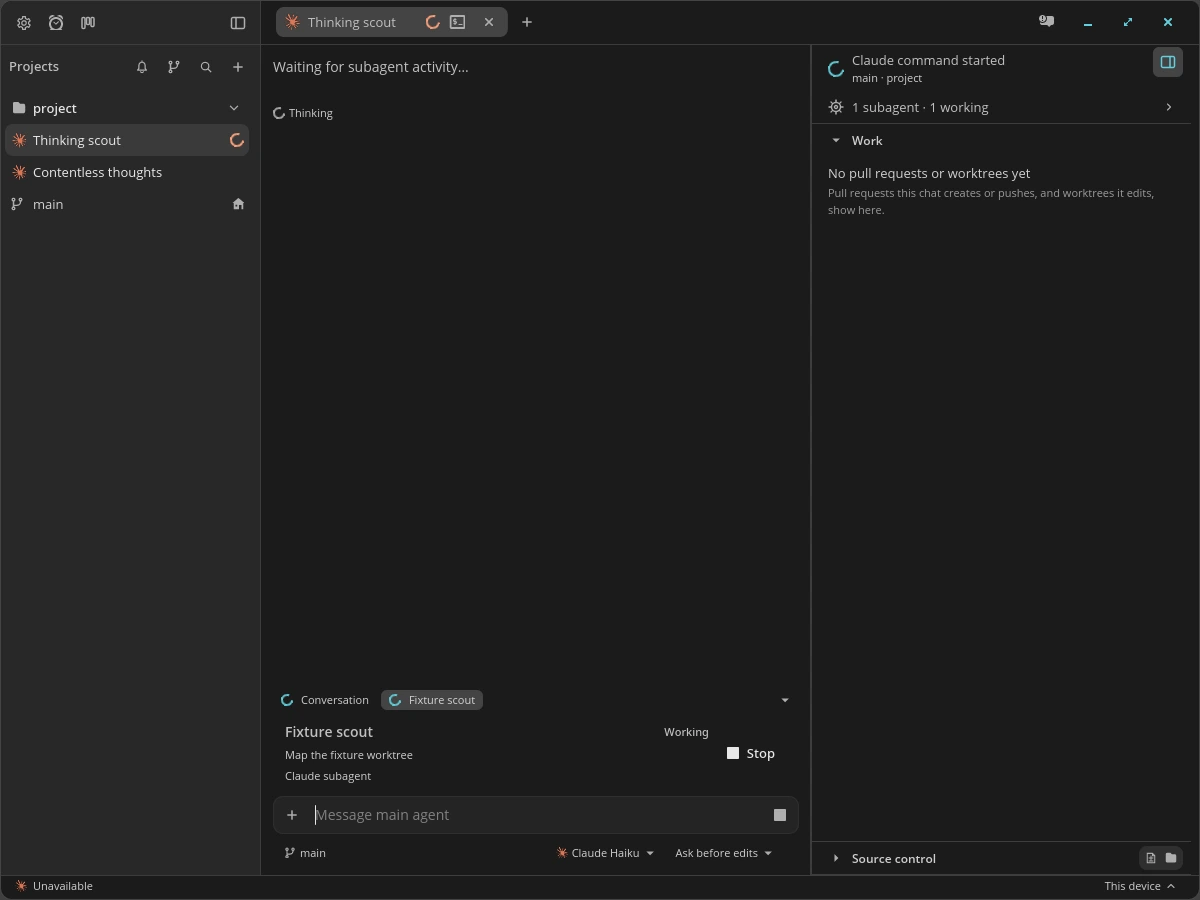 Thinking scout
Projects
project
Thinking scout
Contentless thoughts
main
Waiting for subagent activity...
Thinking
Conversation
Fixture scout
Fixture scout
Working
Map the fixture worktree
Stop
Claude subagent
Message main agent
main
Claude Haiku
Ask before edits
Claude command started
main · project
1 subagent · 1 working
Work
No pull requests or worktrees yet
Pull requests this chat creates or pushes, and worktrees it edits,
show here.
Source control
Unavailable
This device